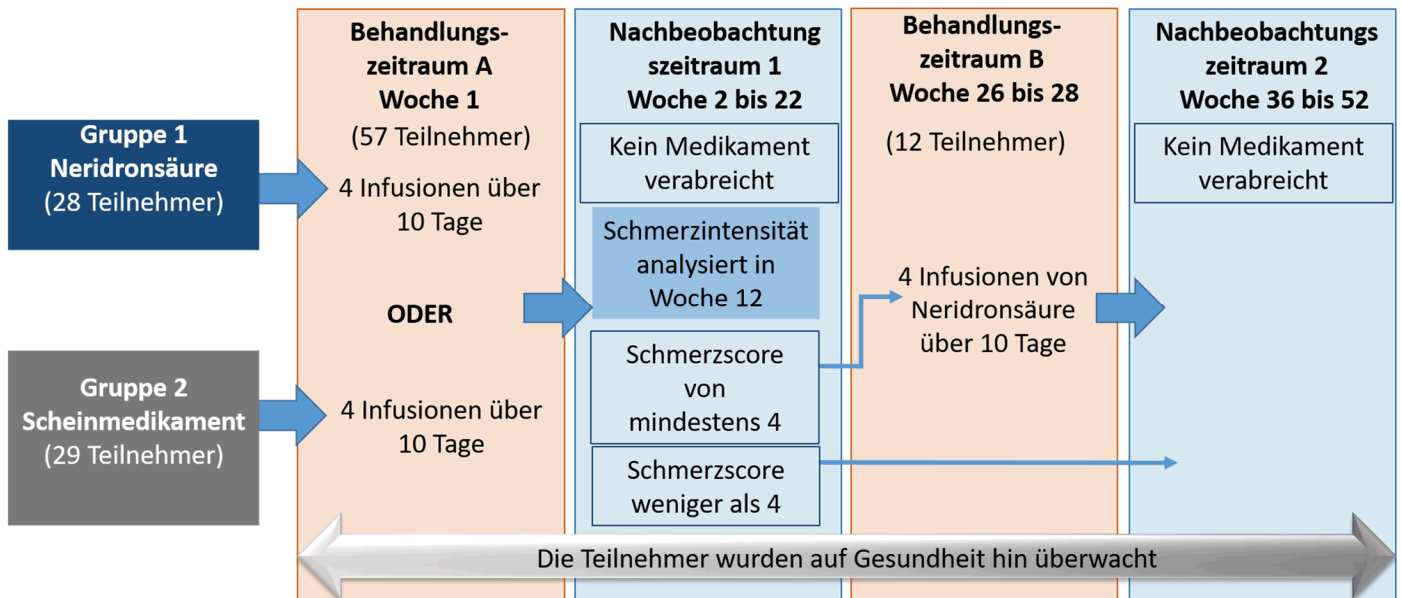 Gruppe 1
Neridronsäure
(28 Teilnehmer)
Gruppe 2
Scheinmedikament
(29 Teilnehmer)
Behandlungs-
zeitraum A
Woche 1
(57 Teilnehmer)
4 Infusionen über
10 Tage
ODER
4 Infusionen über
10 Tage
Nachbeobachtung
szeitraum 1
Woche 2 bis 22
Kein Medikament
verabreicht
Schmerzintensität
analysiert in
Woche 12
Schmerzscore
von
mindestens 4
Schmerzscore
weniger als 4
Behandlungs-
zeitraum B
Woche 26 bis 28
(12 Teilnehmer)
4 Infusionen von
Neridronsäure
über 10 Tage
Nachbeobachtungs
zeitraum 2
Woche 36 bis 52
Kein Medikament
verabreicht
Die Teilnehmer wurden auf Gesundheit hin überwacht